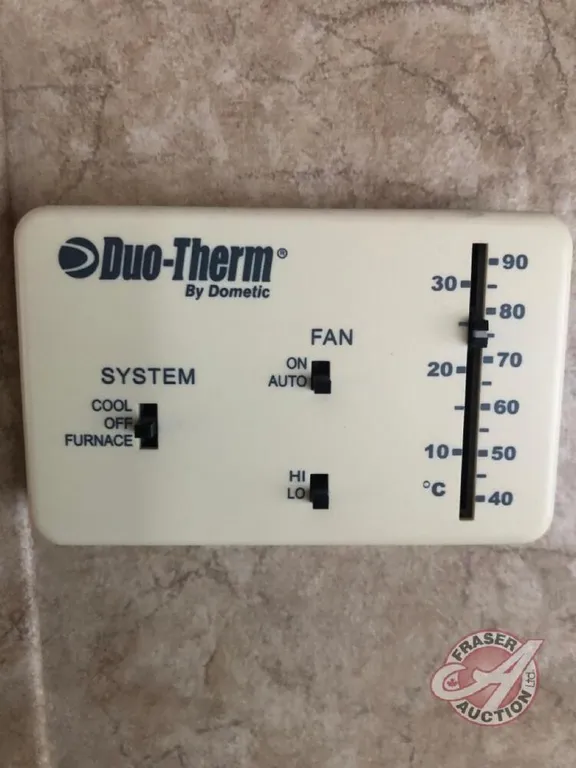 Duo-Therm®
By Dometic
SYSTEM
COOL
OFF
FURNACE
FAN
ON
AUTO
HI
LO
90
30
80
20
70
60
10
50
°C
40
FRASER
A
Ltd.
AUCTION